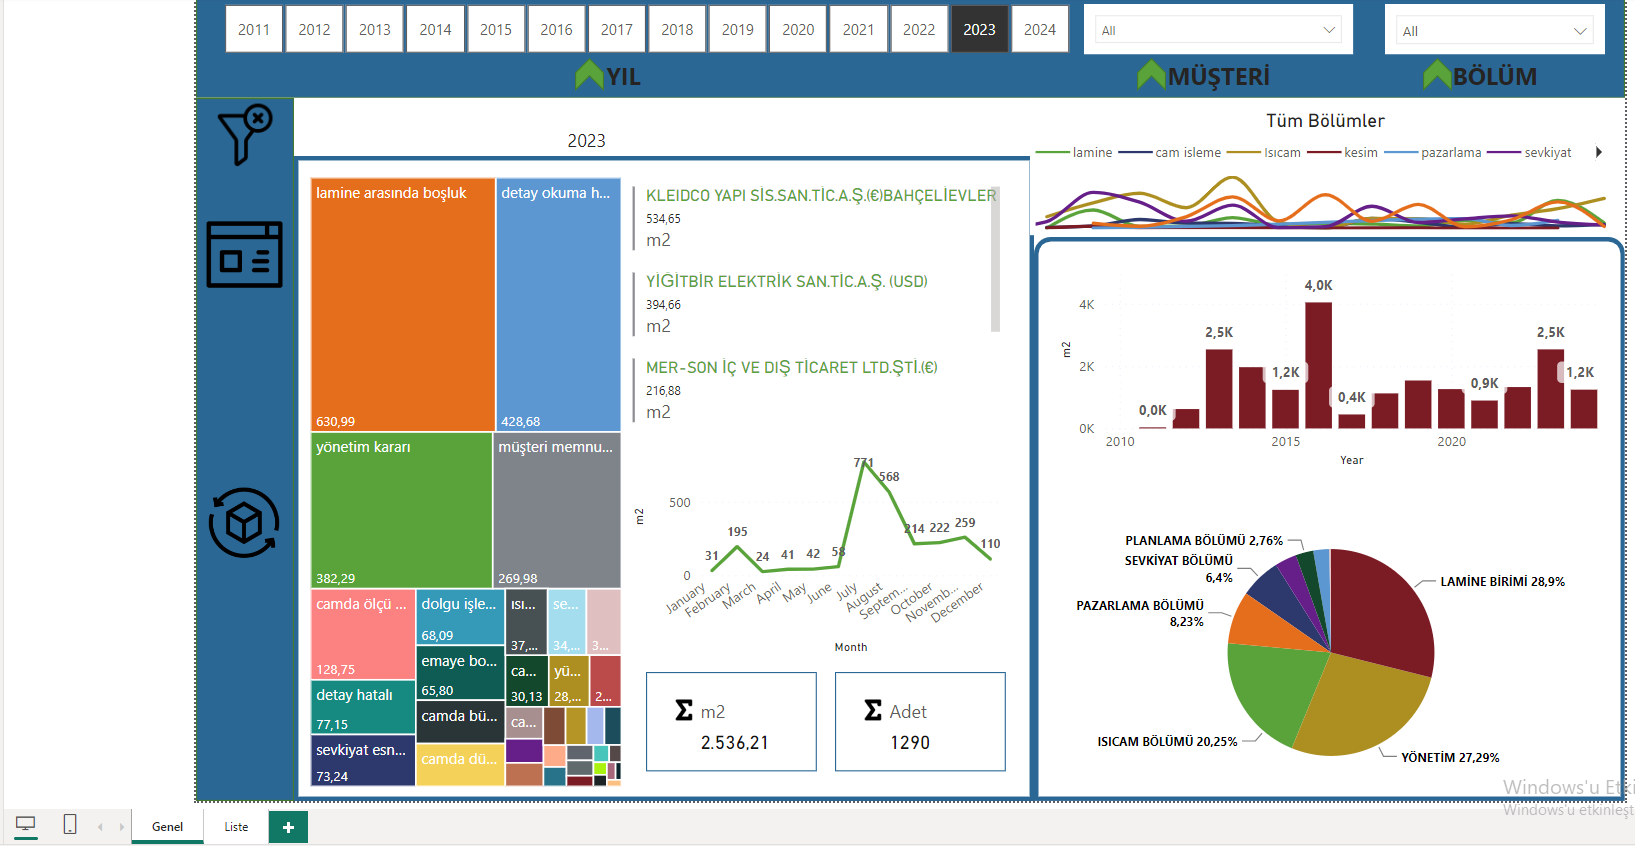 2011 2012 2013 2014 2015 2016 2017 2018 2019 2020 2021 2022 2023 2024
All
All
YIL
MÜŞTERİ
BÖLÜM
2023
lamine arasında boşluk
630,99
detay okuma h...
428,68
yönetim kararı
382,29
müşteri memnu...
269,98
camda ölçü ...
128,75
detay hatalı
77,15
sevkiyat esn...
73,24
dolgu işle...
68,09
emaye bo...
65,80
camda bü...
camda dü...
ısı...
37,...
se...
34,...
3...
ca...
30,13
yü...
28,...
2...
ca...
KLEIDCO YAPI SİS.SAN.TİC.A.Ş.(€)BAHÇELİEVLER
534,65
m2
YİĞİTBİR ELEKTRİK SAN.TİC.A.Ş. (USD)
394,66
m2
MER-SON İÇ VE DIŞ TİCARET LTD.ŞTİ.(€)
216,88
m2
m2
500
0
31
195
24
41
42
58
771
568
214
222
259
110
January
February
March
April
May
June
July
August
Septem...
October
Novemb...
December
Month
Σ m2
2.536,21
Σ Adet
1290
Tüm Bölümler
lamine cam isleme Isıcam kesim pazarlama sevkiyat
m2
4K
2K
0K
0,0K
2,5K
1,2K
4,0K
0,4K
0,9K
2,5K
1,2K
2010
2015
2020
Year
PLANLAMA BÖLÜMÜ 2,76%
SEVKİYAT BÖLÜMÜ
6,4%
PAZARLAMA BÖLÜMÜ
8,23%
ISICAM BÖLÜMÜ 20,25%
LAMİNE BİRİMİ 28,9%
YÖNETİM 27,29%
Windows'u Etki
Windows'u etkinleşt
Genel
Liste